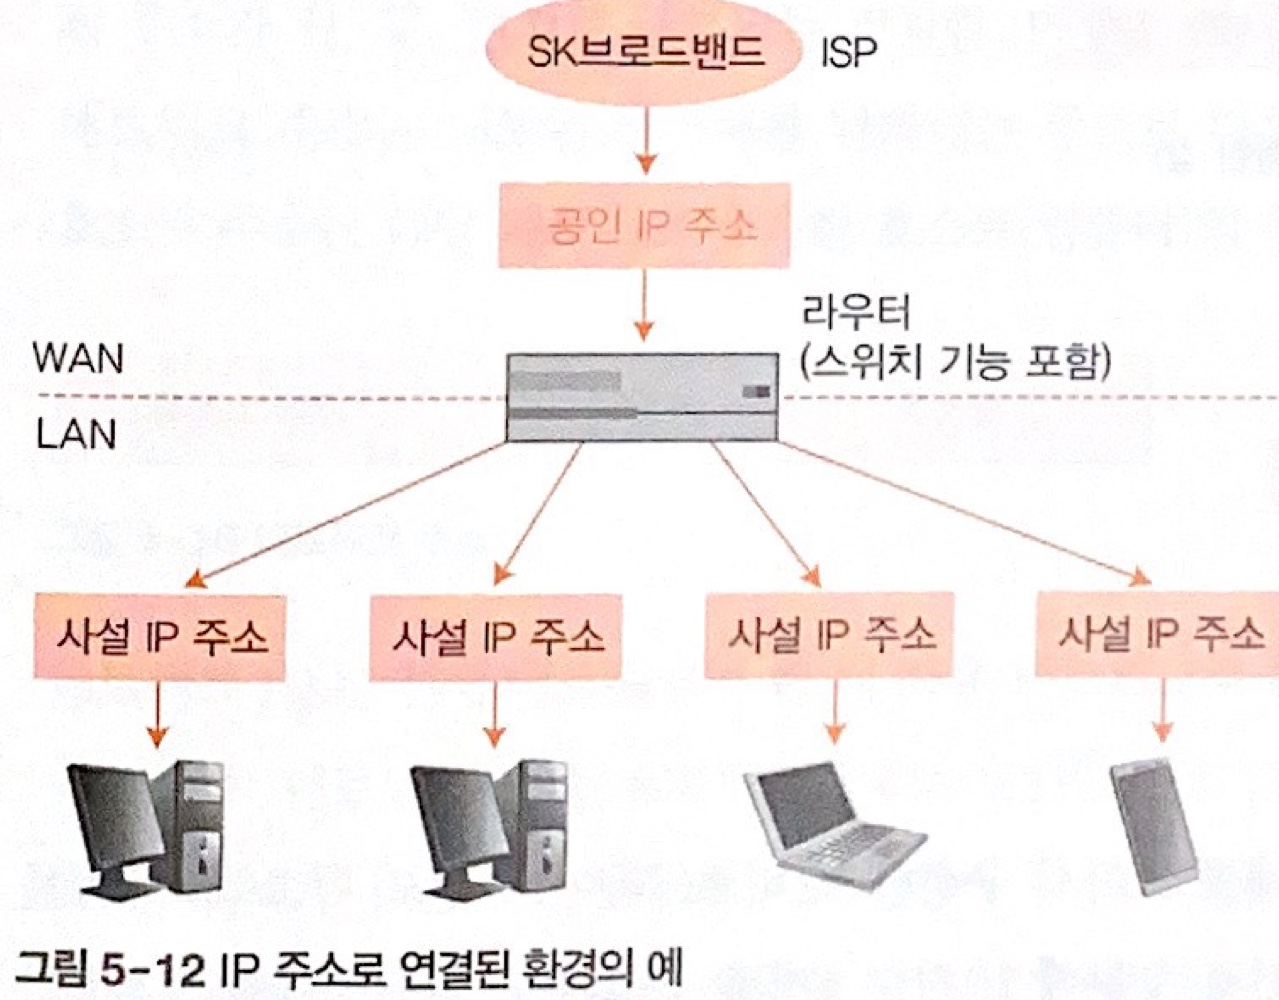 SK브로드밴드 ISP
공인 IP 주소
라우터
(스위치 기능 포함)
WAN
LAN
사설 IP 주소 사설 IP 주소 사설 IP 주소 사설 IP 주소
그림 5-12 IP 주소로 연결된 환경의 예